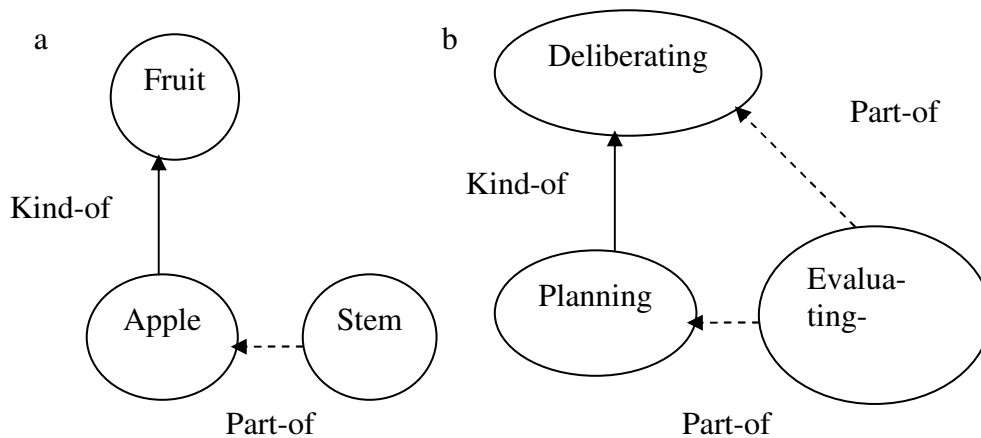 a
Fruit
Kind-of
Apple
Stem
Part-of
b
Deliberating
Part-of
Kind-of
Planning
Evalua-
ting-
Part-of